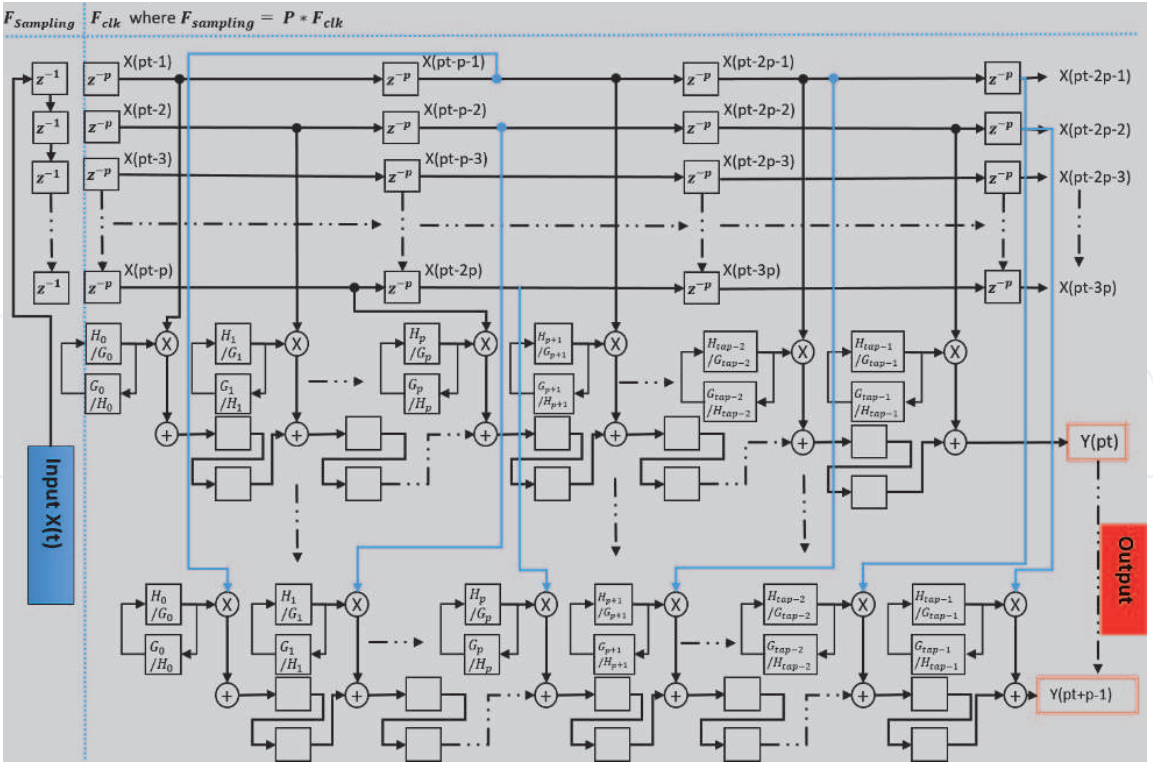 F_Sampling F_clk where F_sampling = P * F_clk
z^-1 z^-p X(pt-1) z^-p X(pt-p-1) z^-p X(pt-2p-1) z^-p X(pt-2p-1)
z^-1 z^-p X(pt-2) z^-p X(pt-p-2) z^-p X(pt-2p-2) z^-p X(pt-2p-2)
z^-1 z^-p X(pt-3) z^-p X(pt-p-3) z^-p X(pt-2p-3) z^-p X(pt-2p-3)
z^-1 z^-p X(pt-p) z^-p X(pt-2p) z^-p X(pt-3p) z^-p X(pt-3p)
H_0 /G_0 X H_1 /G_1 X H_p /G_p X H_p+1 /G_p+1 X H_tap-2 /G_tap-2 X H_tap-1 /G_tap-1 X
G_0 /H_0 G_1 /H_1 G_p /H_p G_p+1 /H_p+1 G_tap-2 /H_tap-2 G_tap-1 /H_tap-1
+ + + + + + Y(pt)
Input X(t)
Output
H_0 /G_0 X H_1 /G_1 X H_p /G_p X H_p+1 /G_p+1 X H_tap-2 /G_tap-2 X H_tap-1 /G_tap-1 X
G_0 /H_0 G_1 /H_1 G_p /H_p G_p+1 /H_p+1 G_tap-2 /H_tap-2 G_tap-1 /H_tap-1
+ + + + + + Y(pt+p-1)